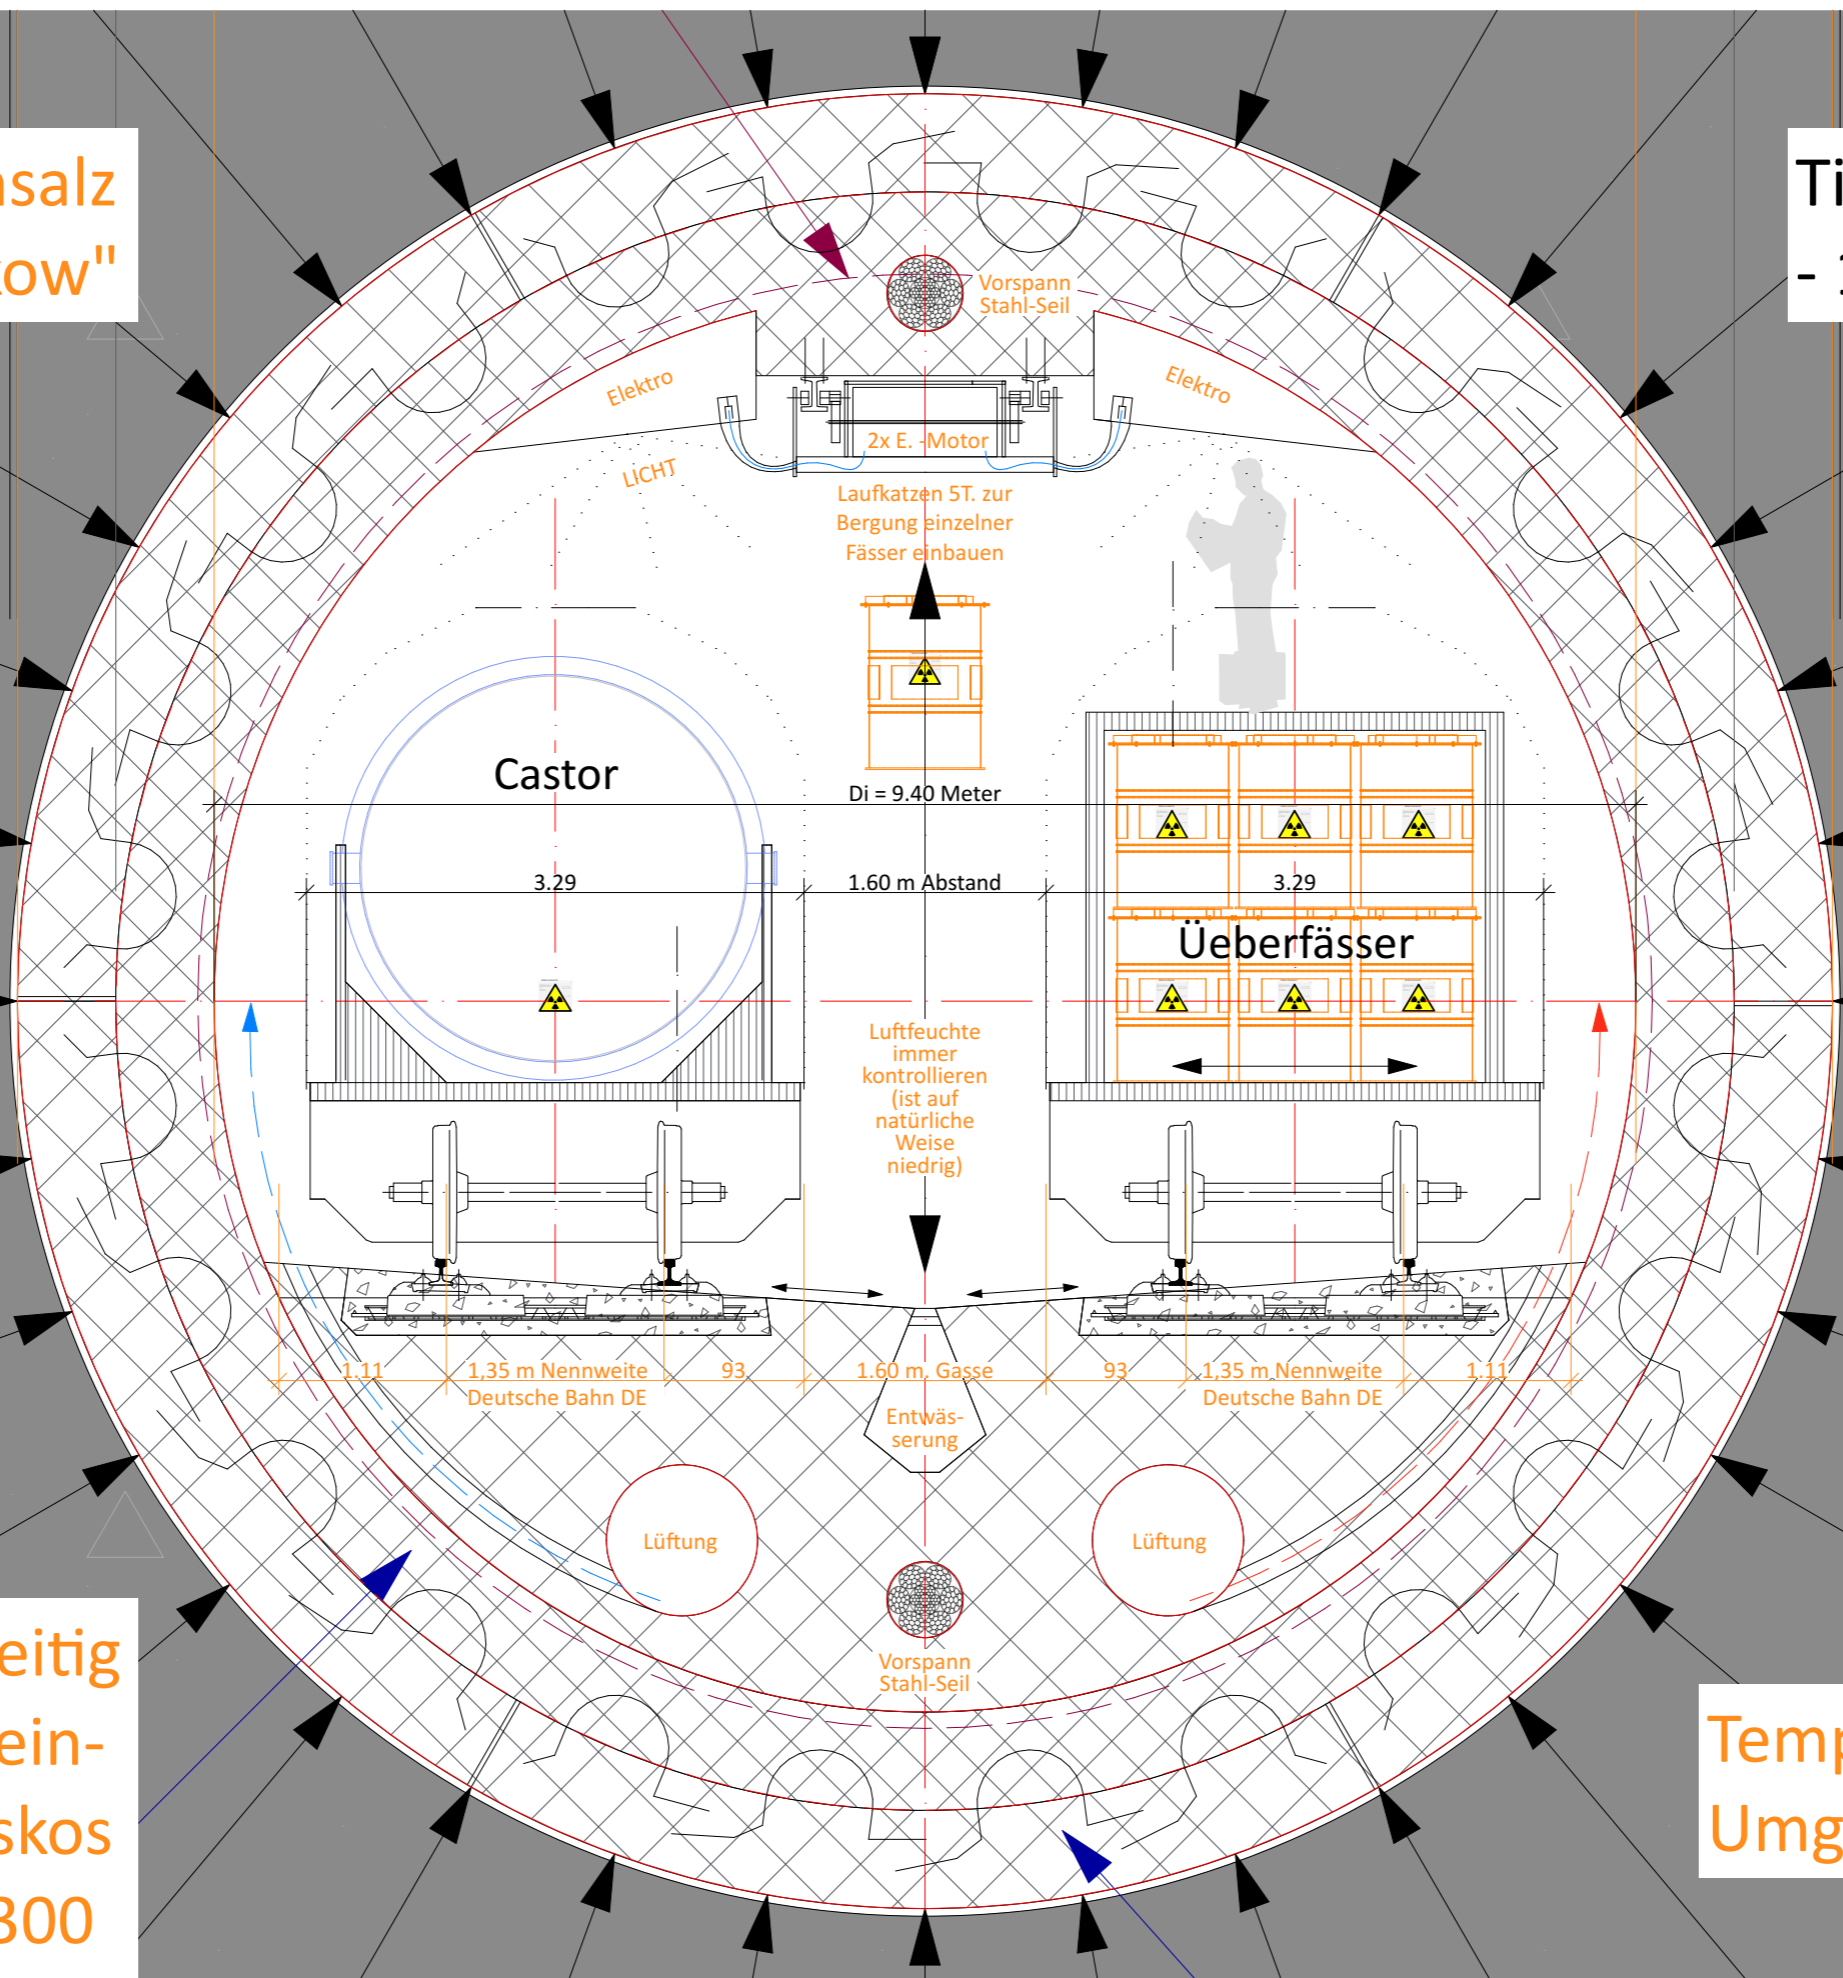 nsalz
Ti
ow"
-
Vorspann
Stahl-Seil
Elektro
Elektro
2x E. -Motor
LICHT
Laufkatzen 5T. zur
Bergung einzelner
Fässer einbauen
Castor
Di = 9.40 Meter
3.29
1.60 m Abstand
3.29
Üeberfässer
Luftfeuchte
immer
kontrollieren
(ist auf
natürliche
Weise
niedrig)
1.11
1,35 m Nennweite
93
1.60 m. Gasse
93
1,35 m Nennweite
1.11
Deutsche Bahn DE
Deutsche Bahn DE
Entwäs-
serung
Lüftung
Lüftung
Vorspann
Stahl-Seil
eitig
ein-
skos
300
Temp
Umg